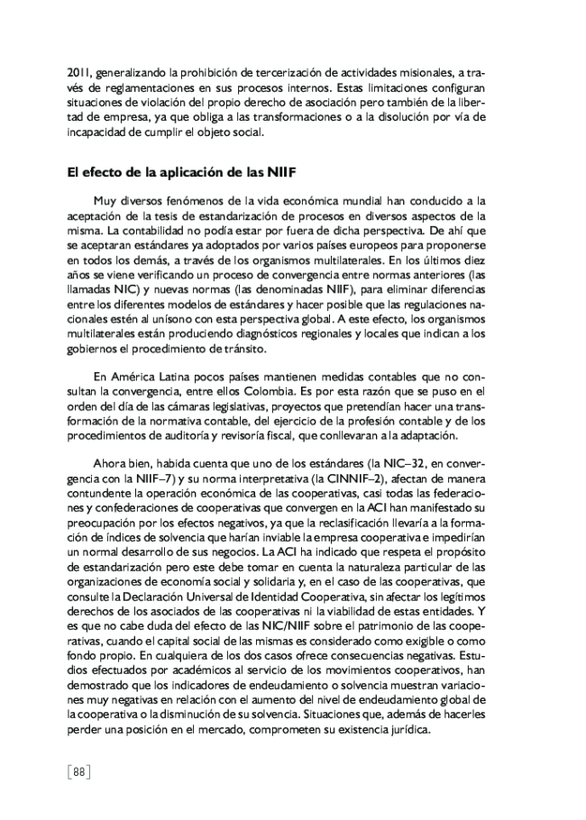 2011, generalizando la prohibición de tercerización de actividades misionales, a tra-
vés de reglamentaciones en sus procesos internos. Estas limitaciones configuran
situaciones de violación del propio derecho de asociación pero también de la liber-
tad de empresa, ya que obliga a las transformaciones o a la disolución por vía de
incapacidad de cumplir el objeto social.
El efecto de la aplicación de las NIIF
Muy diversos fenómenos de la vida económica mundial han conducido a la
aceptación de la tesis de estandarización de procesos en diversos aspectos de la
misma. La contabilidad no podía estar por fuera de dicha perspectiva. De ahí que
se aceptaran estándares ya adoptados por varios países europeos para proponerse
en todos los demás, a través de los organismos multilaterales. En los últimos diez
años se viene verificando un proceso de convergencia entre normas anteriores (las
llamadas NIC) y nuevas normas (las denominadas NIIF), para eliminar diferencias
entre los diferentes modelos de estándares y hacer posible que las regulaciones na-
cionales estén al unísono con esta perspectiva global. A este efecto, los organismos
multilaterales están produciendo diagnósticos regionales y locales que indican a los
gobiernos el procedimiento de tránsito.
En América Latina pocos países mantienen medidas contables que no con-
sultan la convergencia, entre ellos Colombia. Es por esta razón que se puso en el
orden del día de las cámaras legislativas, proyectos que pretendían hacer una trans-
formación de la normativa contable, del ejercicio de la profesión contable y de los
procedimientos de auditoría y revisoría fiscal, que conllevaran a la adaptación.
Ahora bien, habida cuenta que uno de los estándares (la NIC–32, en conver-
gencia con la NIIF–7) y su norma interpretativa (la CINNIF–2), afectan de manera
contundente la operación económica de las cooperativas, casi todas las federacio-
nes y confederaciones de cooperativas que convergen en la ACI han manifestado su
preocupación por los efectos negativos, ya que la reclasificación llevaría a la forma-
ción de índices de solvencia que harían inviable la empresa cooperativa e impedirían
un normal desarrollo de sus negocios. La ACI ha indicado que respeta el propósito
de estandarización pero este debe tomar en cuenta la naturaleza particular de las
organizaciones de economía social y solidaria y, en el caso de las cooperativas, que
consulte la Declaración Universal de Identidad Cooperativa, sin afectar los legítimos
derechos de los asociados de las cooperativas ni la viabilidad de estas entidades. Y
es que no cabe duda del efecto de las NIC/NIIF sobre el patrimonio de las coope-
rativas, cuando el capital social de las mismas es considerado como exigible o como
fondo propio. En cualquiera de los dos casos ofrece consecuencias negativas. Estu-
dios efectuados por académicos al servicio de los movimientos cooperativos, han
demostrado que los indicadores de endeudamiento o solvencia muestran variacio-
nes muy negativas en relación con el aumento del nivel de endeudamiento global de
la cooperativa o la disminución de su solvencia. Situaciones que, además de hacerles
perder una posición en el mercado, comprometen su existencia jurídica.
[88]